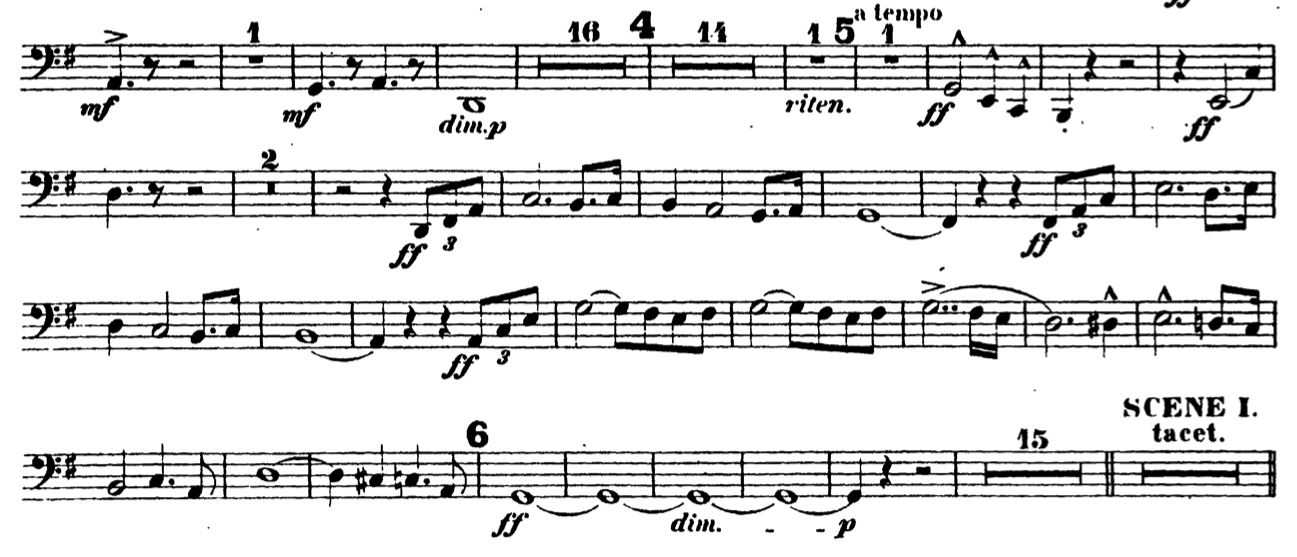 ff
a tempo
1 16 4 14 1 5 1
mf mf dim.p riten. ff ff
2
ff 3 ff 3
ff 3
SCENE I.
6 15 tacet.
ff dim. - - p